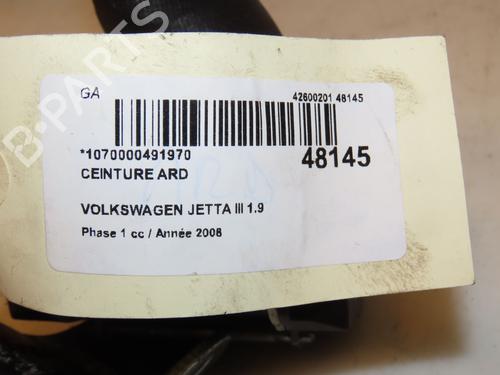 GA
42600201 48145
*1070000491970
48145
CEINTURE ARD
VOLKSWAGEN JETTA III 1.9
Phase 1 cc / Année 2008
B-PARTS